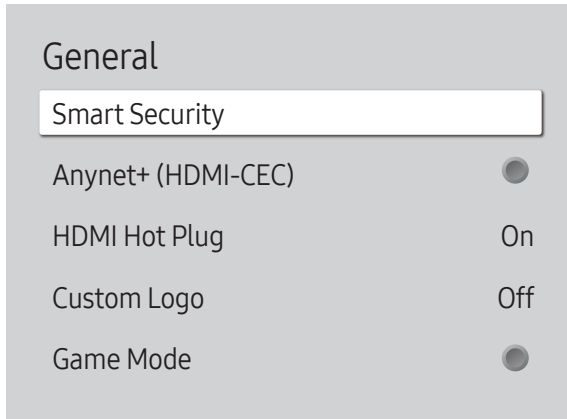 General
Smart Security
Anynet+ (HDMI-CEC)
HDMI Hot Plug On
Custom Logo Off
Game Mode